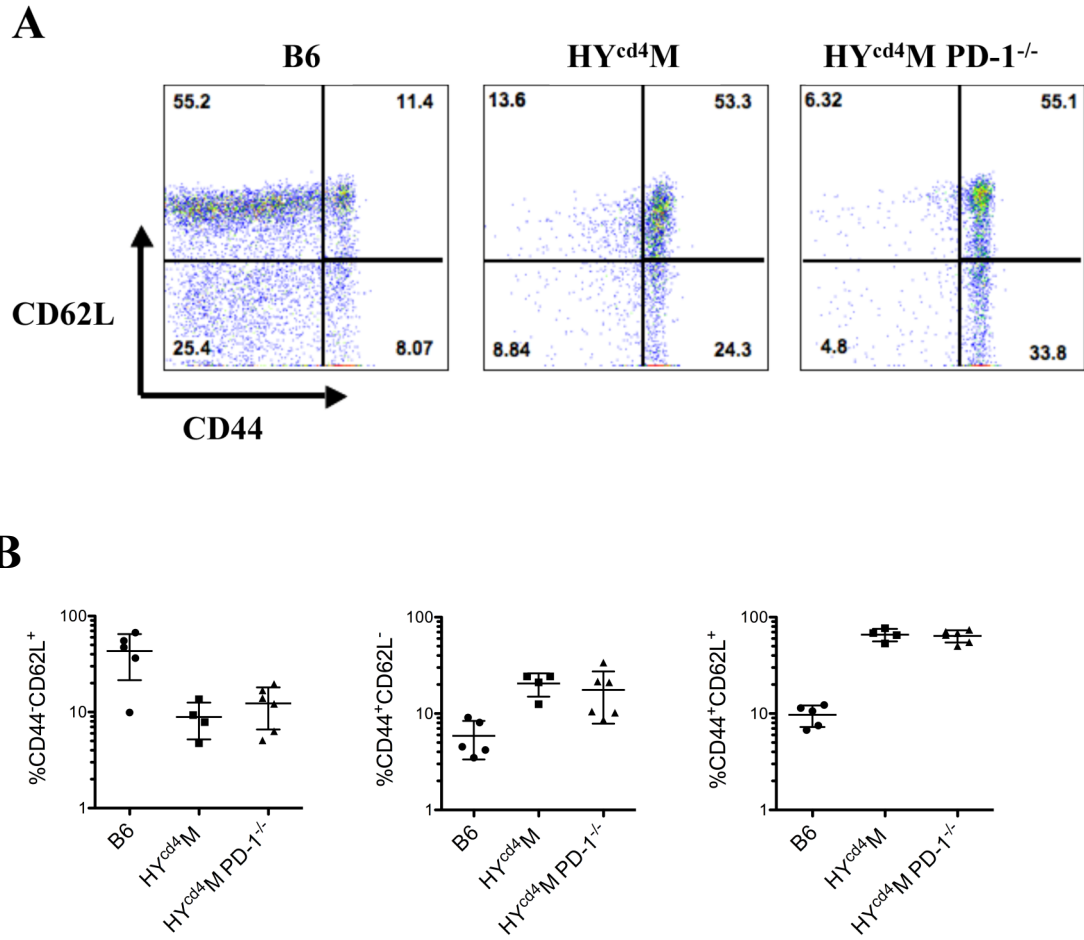 A
B6
HYcd4M
HYcd4M PD-1-/-
55.2
11.4
13.6
53.3
6.32
55.1
CD62L
25.4
8.07
8.84
24.3
4.8
33.8
CD44
B
%CD44-CD62L+
100
10
1
B6
HYcd4M
HYcd4M PD-1-/-
%CD44+CD62L-
100
10
1
B6
HYcd4M
HYcd4M PD-1-/-
%CD44+CD62L+
100
10
1
B6
HYcd4M
HYcd4M PD-1-/-